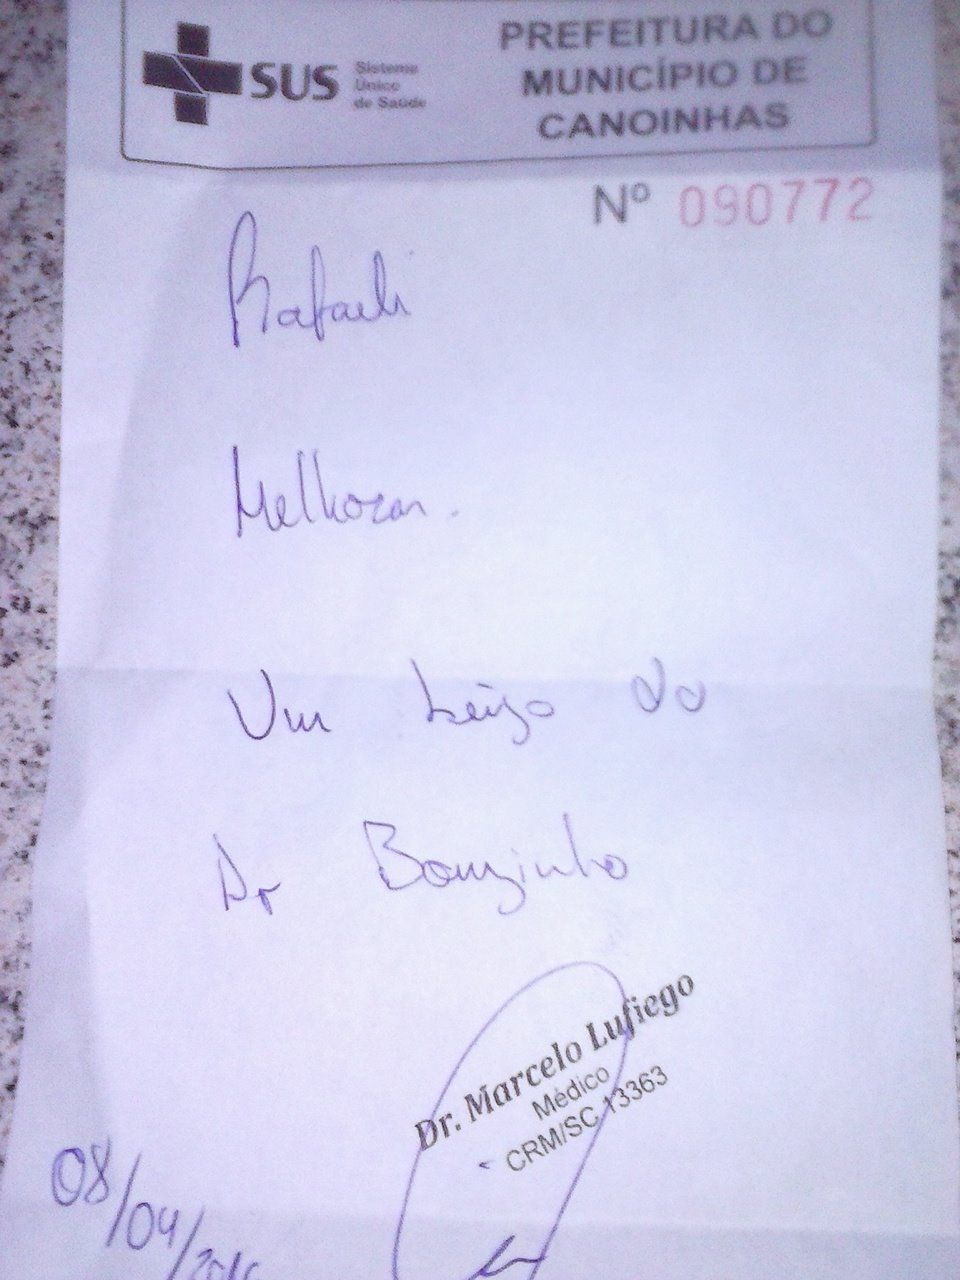 SUS Sistema Único de Saúde
PREFEITURA DO MUNICÍPIO DE CANOINHAS
Nº 090772
Rafaeli
Melhoras.
Um beijo do
Dr Bonzinho
Dr. Marcelo Lufiego
Médico
CRM/SC 13363
08/04/